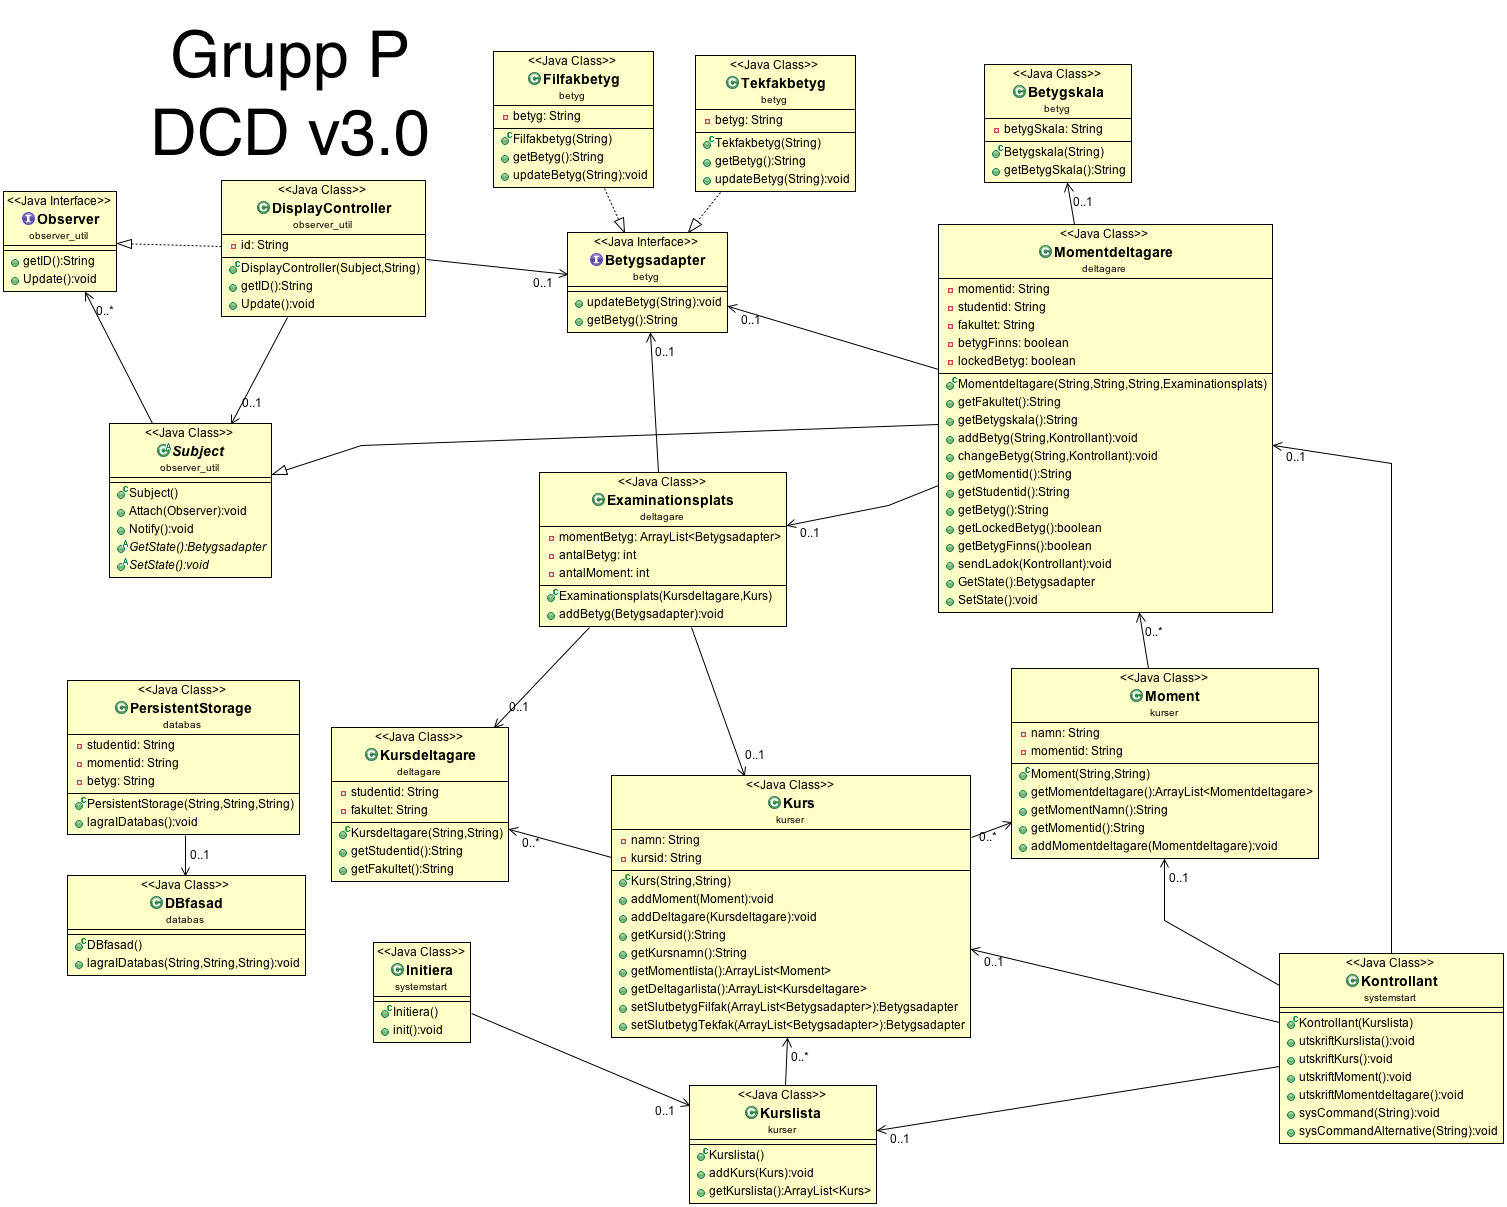 Grupp P
DCD v3.0
<<Java Class>>
Filfakbetyg
betyg
betyg: String
Filfakbetyg(String)
getBetyg():String
updateBetyg(String):void
<<Java Class>>
Tekfakbetyg
betyg
betyg: String
Tekfakbetyg(String)
getBetyg():String
updateBetyg(String):void
<<Java Class>>
Betygskala
betyg
betygSkala: String
Betygskala(String)
getBetygSkala():String
0..1
<<Java Interface>>
Observer
observer_util
getID():String
Update():void
0..*
<<Java Class>>
DisplayController
observer_util
id: String
DisplayController(Subject,String)
getID():String
Update():void
0..1
0..1
<<Java Interface>>
Betygsadapter
betyg
updateBetyg(String):void
getBetyg():String
0..1
0..1
<<Java Class>>
Momentdeltagare
deltagare
momentid: String
studentid: String
fakultet: String
betygFinns: boolean
lockedBetyg: boolean
Momentdeltagare(String,String,String,Examinationsplats)
getFakultet():String
getBetygskala():String
addBetyg(String,Kontrollant):void
changeBetyg(String,Kontrollant):void
getMomentid():String
getStudentid():String
getBetyg():String
getLockedBetyg():boolean
getBetygFinns():boolean
sendLadok(Kontrollant):void
GetState():Betygsadapter
SetState():void
0..1
0..*
<<Java Class>>
Subject
observer_util
Subject()
Attach(Observer):void
Notify():void
GetState():Betygsadapter
SetState():void
<<Java Class>>
Examinationsplats
deltagare
momentBetyg: ArrayList<Betygsadapter>
antalBetyg: int
antalMoment: int
Examinationsplats(Kursdeltagare,Kurs)
addBetyg(Betygsadapter):void
0..1
0..1
0..1
<<Java Class>>
PersistentStorage
databas
studentid: String
momentid: String
betyg: String
PersistentStorage(String,String,String)
lagraIDatabas():void
0..1
<<Java Class>>
DBfasad
databas
DBfasad()
lagraIDatabas(String,String,String):void
<<Java Class>>
Kursdeltagare
deltagare
studentid: String
fakultet: String
Kursdeltagare(String,String)
getStudentid():String
getFakultet():String
0..*
<<Java Class>>
Kurs
kurser
namn: String
kursid: String
Kurs(String,String)
addMoment(Moment):void
addDeltagare(Kursdeltagare):void
getKursid():String
getKursnamn():String
getMomentlista():ArrayList<Moment>
getDeltagarlista():ArrayList<Kursdeltagare>
setSlutbetygFilfak(ArrayList<Betygsadapter>):Betygsadapter
setSlutbetygTekfak(ArrayList<Betygsadapter>):Betygsadapter
0..*
0..1
0..*
<<Java Class>>
Moment
kurser
namn: String
momentid: String
Moment(String,String)
getMomentdeltagare():ArrayList<Momentdeltagare>
getMomentNamn():String
getMomentid():String
addMomentdeltagare(Momentdeltagare):void
0..1
<<Java Class>>
Initiera
systemstart
Initiera()
init():void
0..1
<<Java Class>>
Kurslista
kurser
Kurslista()
addKurs(Kurs):void
getKurslista():ArrayList<Kurs>
0..1
<<Java Class>>
Kontrollant
systemstart
Kontrollant(Kurslista)
utskriftKurslista():void
utskriftKurs():void
utskriftMoment():void
utskriftMomentdeltagare():void
sysCommand(String):void
sysCommandAlternative(String):void